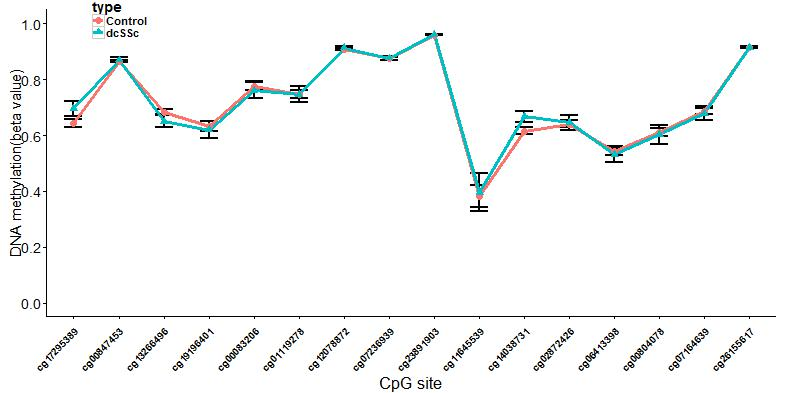 type
Control
dcSSc
1.0
0.8
0.6
0.4
0.2
0.0
DNA methylation(beta value)
cg17295389
cg00847453
cg13266496
cg19196401
cg00083206
cg01119278
cg12078872
cg07236939
cg23891903
cg11645539
cg14038731
cg02872426
cg06413398
cg00804078
cg07164639
cg26155617
CpG site